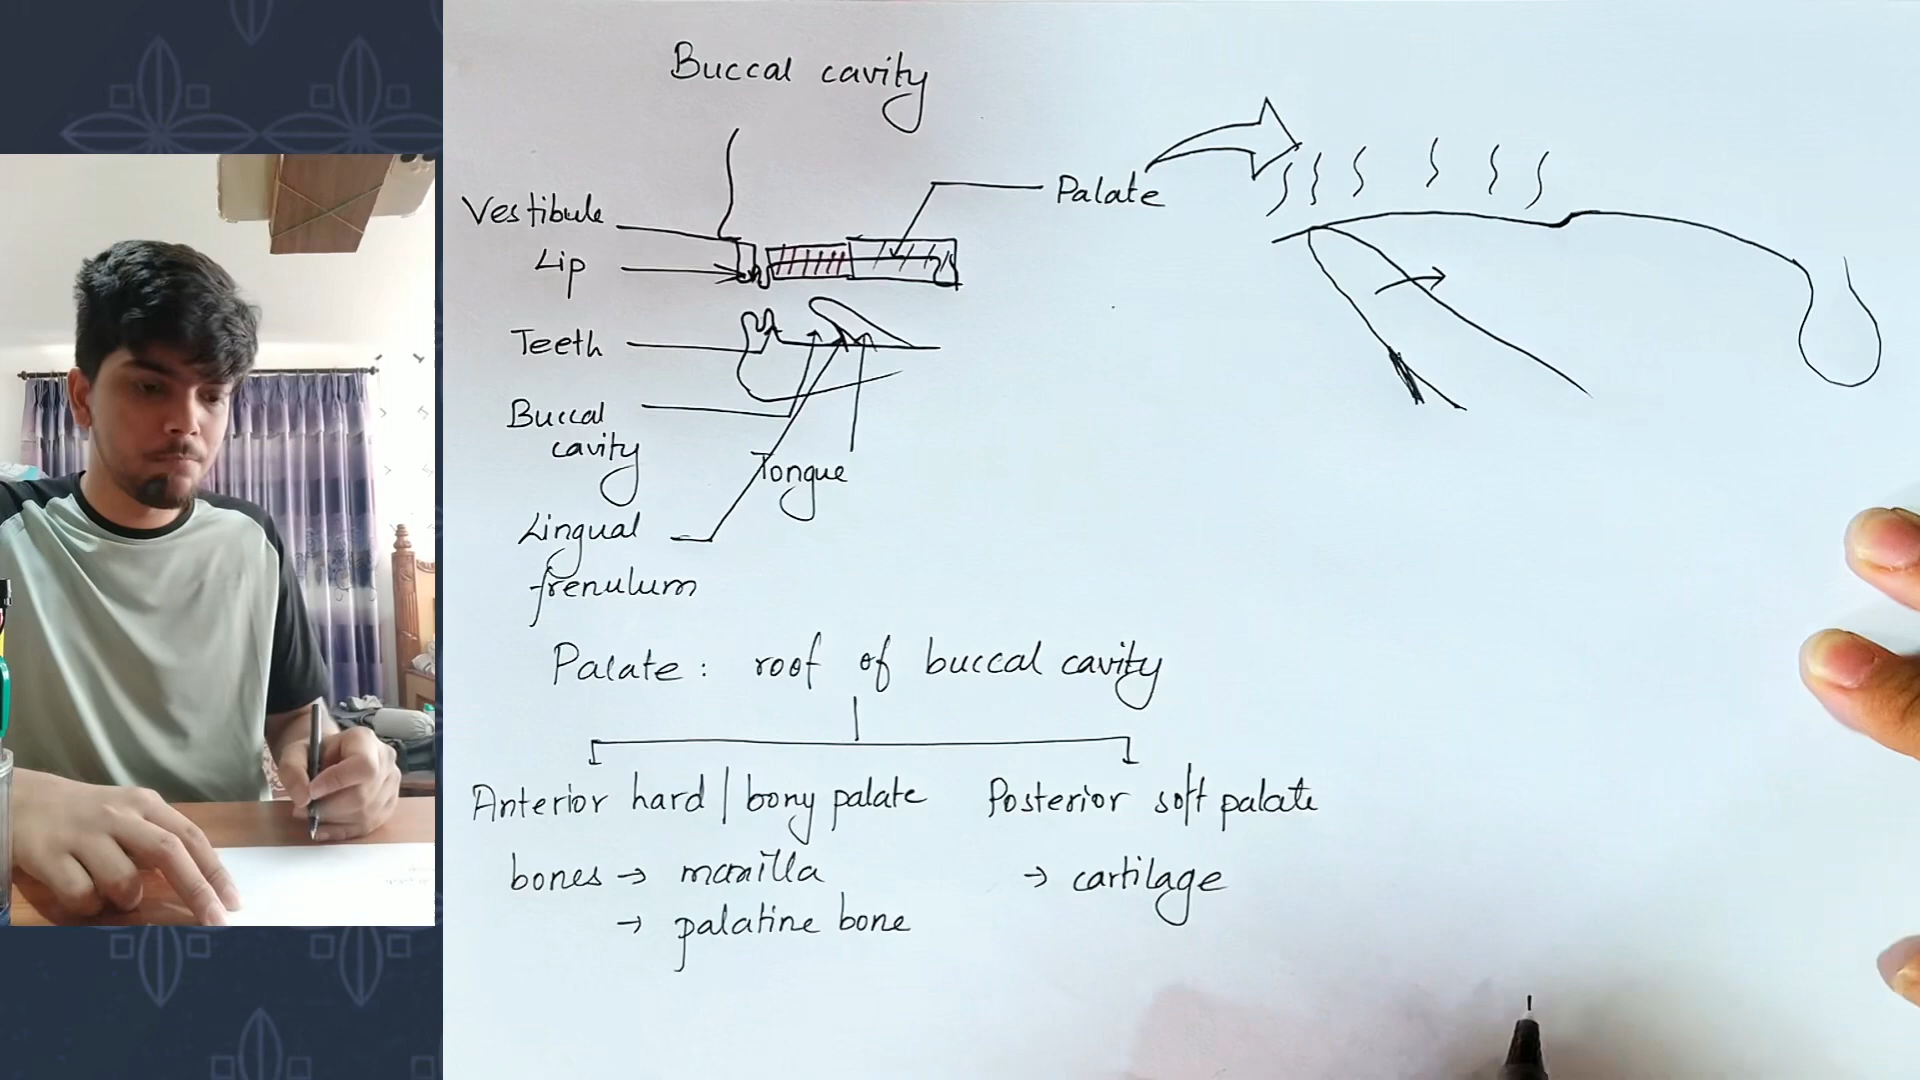 Buccal cavity
Vestibule
Lip
Palate
Teeth
Buccal
cavity
Tongue
Lingual
frenulum
Palate : roof of buccal cavity
Anterior hard | bony palate
Posterior soft palate
bones → maxilla
→ palatine bone
→ cartilage